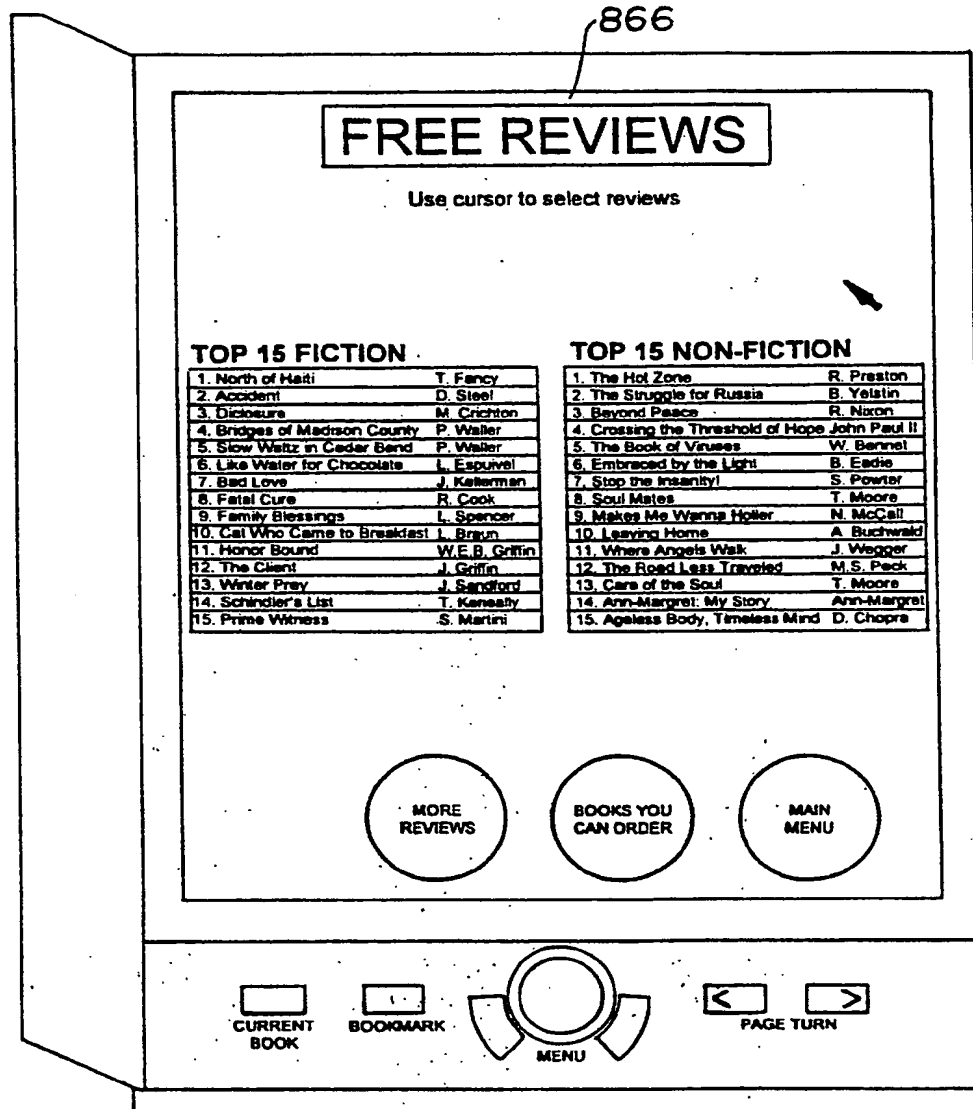 866
FREE REVIEWS
Use cursor to select reviews
TOP 15 FICTION
1. North of Haiti T. Fancy
2. Accident D. Steel
3. Diclosure M. Crichton
4. Bridges of Madison County P. Waller
5. Slow Waltz in Cedar Bend P. Waller
6. Like Water for Chocolate L. Espuivel
7. Bad Love J. Kellerman
8. Fatal Cure R. Cook
9. Family Blessings L. Spencer
10. Cat Who Came to Breakfast L. Braun
11. Honor Bound W.E.B. Griffin
12. The Client J. Griffin
13. Winter Prey J. Sandford
14. Schindler's List T. Keneally
15. Prime Witness S. Martini
TOP 15 NON-FICTION
1. The Hot Zone R. Preston
2. The Struggle for Russia B. Yelstin
3. Beyond Peace R. Nixon
4. Crossing the Threshold of Hope John Paul II
5. The Book of Viruses W. Bennet
6. Embraced by the Light B. Eadie
7. Stop the Insanity! S. Powter
8. Soul Mates T. Moore
9. Makes Me Wanna Holler N. McCall
10. Leaving Home A Buchwald
11. Where Angels Walk J. Wegger
12. The Road Less Traveled M.S. Peck
13. Care of the Soul T. Moore
14. Ann-Margret: My Story Ann-Margret
15. Ageless Body, Timeless Mind D. Chopra
MORE
REVIEWS
BOOKS YOU
CAN ORDER
MAIN
MENU
CURRENT
BOOK
BOOKMARK
MENU
< >
PAGE TURN